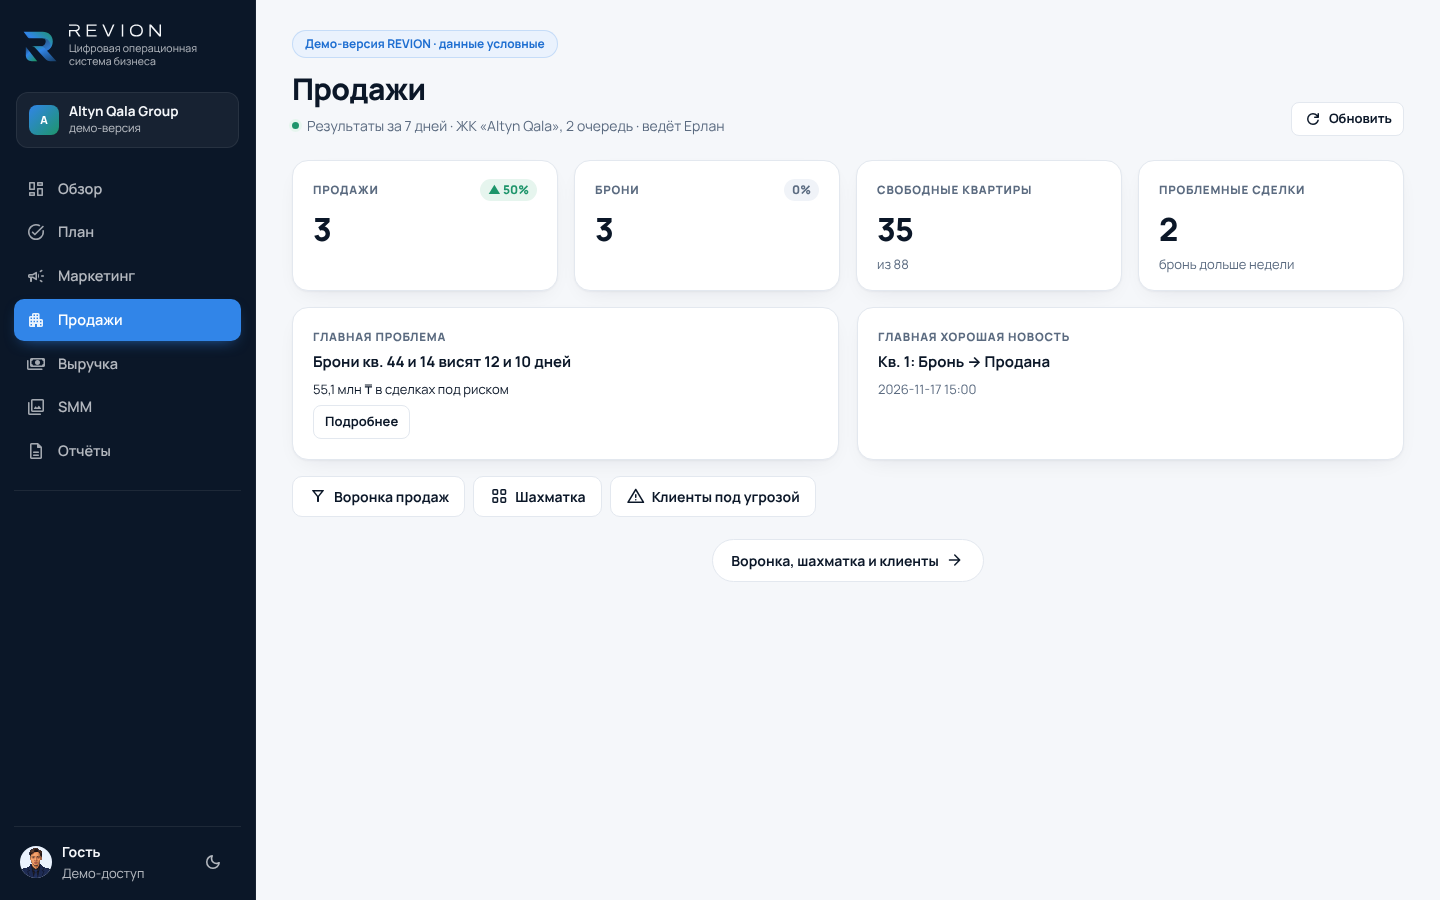 REVION
Цифровая операционная
система бизнеса
A
Altyn Qala Group
демо-версия
Обзор
План
Маркетинг
Продажи
Выручка
SMM
Отчёты
Гость
Демо-доступ
Демо-версия REVION · данные условные
Продажи
Результаты за 7 дней · ЖК «Altyn Qala», 2 очередь · ведёт Ерлан
Обновить
ПРОДАЖИ
▲ 50%
3
БРОНИ
0%
3
СВОБОДНЫЕ КВАРТИРЫ
35
из 88
ПРОБЛЕМНЫЕ СДЕЛКИ
2
бронь дольше недели
ГЛАВНАЯ ПРОБЛЕМА
Брони кв. 44 и 14 висят 12 и 10 дней
55,1 млн ₸ в сделках под риском
Подробнее
ГЛАВНАЯ ХОРОШАЯ НОВОСТЬ
Кв. 1: Бронь → Продана
2026-11-17 15:00
Воронка продаж
Шахматка
Клиенты под угрозой
Воронка, шахматка и клиенты →